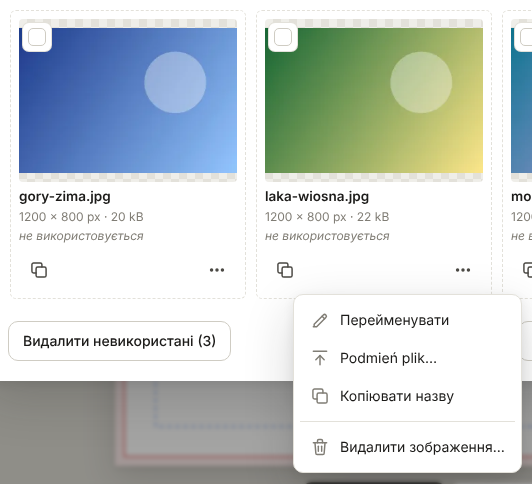 gory-zima.jpg
1200 × 800 px · 20 kB
не використовується
laka-wiosna.jpg
1200 × 800 px · 22 kB
не використовується
Видалити невикористані (3)
Перейменувати
Podmień plik...
Копіювати назву
Видалити зображення...